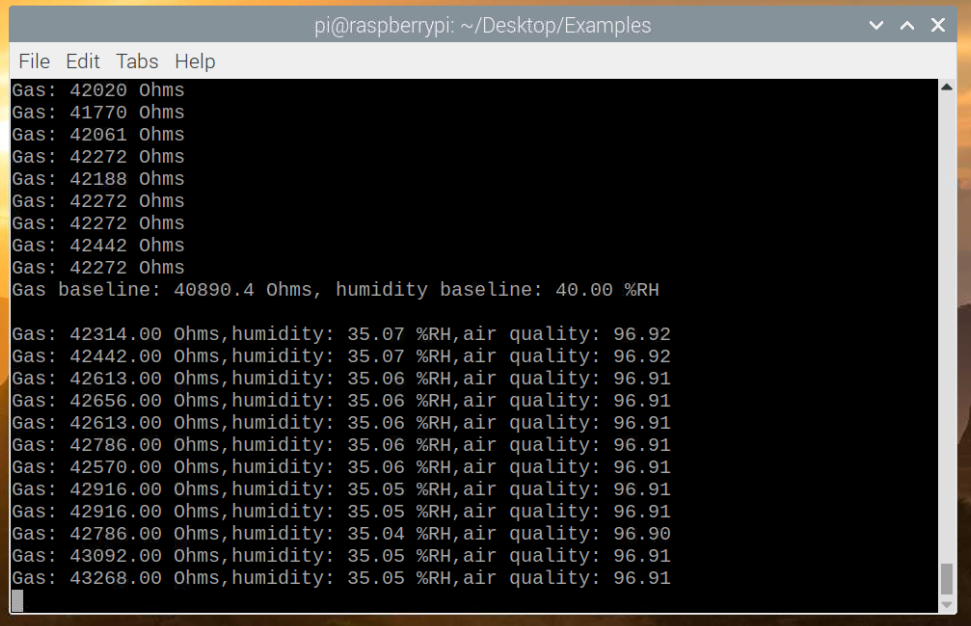 pi@raspberrypi: ~/Desktop/Examples
File Edit Tabs Help
Gas: 42020 Ohms
Gas: 41770 Ohms
Gas: 42061 Ohms
Gas: 42272 Ohms
Gas: 42188 Ohms
Gas: 42272 Ohms
Gas: 42272 Ohms
Gas: 42442 Ohms
Gas: 42272 Ohms
Gas baseline: 40890.4 Ohms, humidity baseline: 40.00 %RH
Gas: 42314.00 Ohms,humidity: 35.07 %RH,air quality: 96.92
Gas: 42442.00 Ohms,humidity: 35.07 %RH,air quality: 96.92
Gas: 42613.00 Ohms,humidity: 35.06 %RH,air quality: 96.91
Gas: 42656.00 Ohms,humidity: 35.06 %RH,air quality: 96.91
Gas: 42613.00 Ohms,humidity: 35.06 %RH,air quality: 96.91
Gas: 42786.00 Ohms,humidity: 35.06 %RH,air quality: 96.91
Gas: 42570.00 Ohms,humidity: 35.06 %RH,air quality: 96.91
Gas: 42916.00 Ohms,humidity: 35.05 %RH,air quality: 96.91
Gas: 42916.00 Ohms,humidity: 35.05 %RH,air quality: 96.91
Gas: 42786.00 Ohms,humidity: 35.04 %RH,air quality: 96.90
Gas: 43092.00 Ohms,humidity: 35.05 %RH,air quality: 96.91
Gas: 43268.00 Ohms,humidity: 35.05 %RH,air quality: 96.91